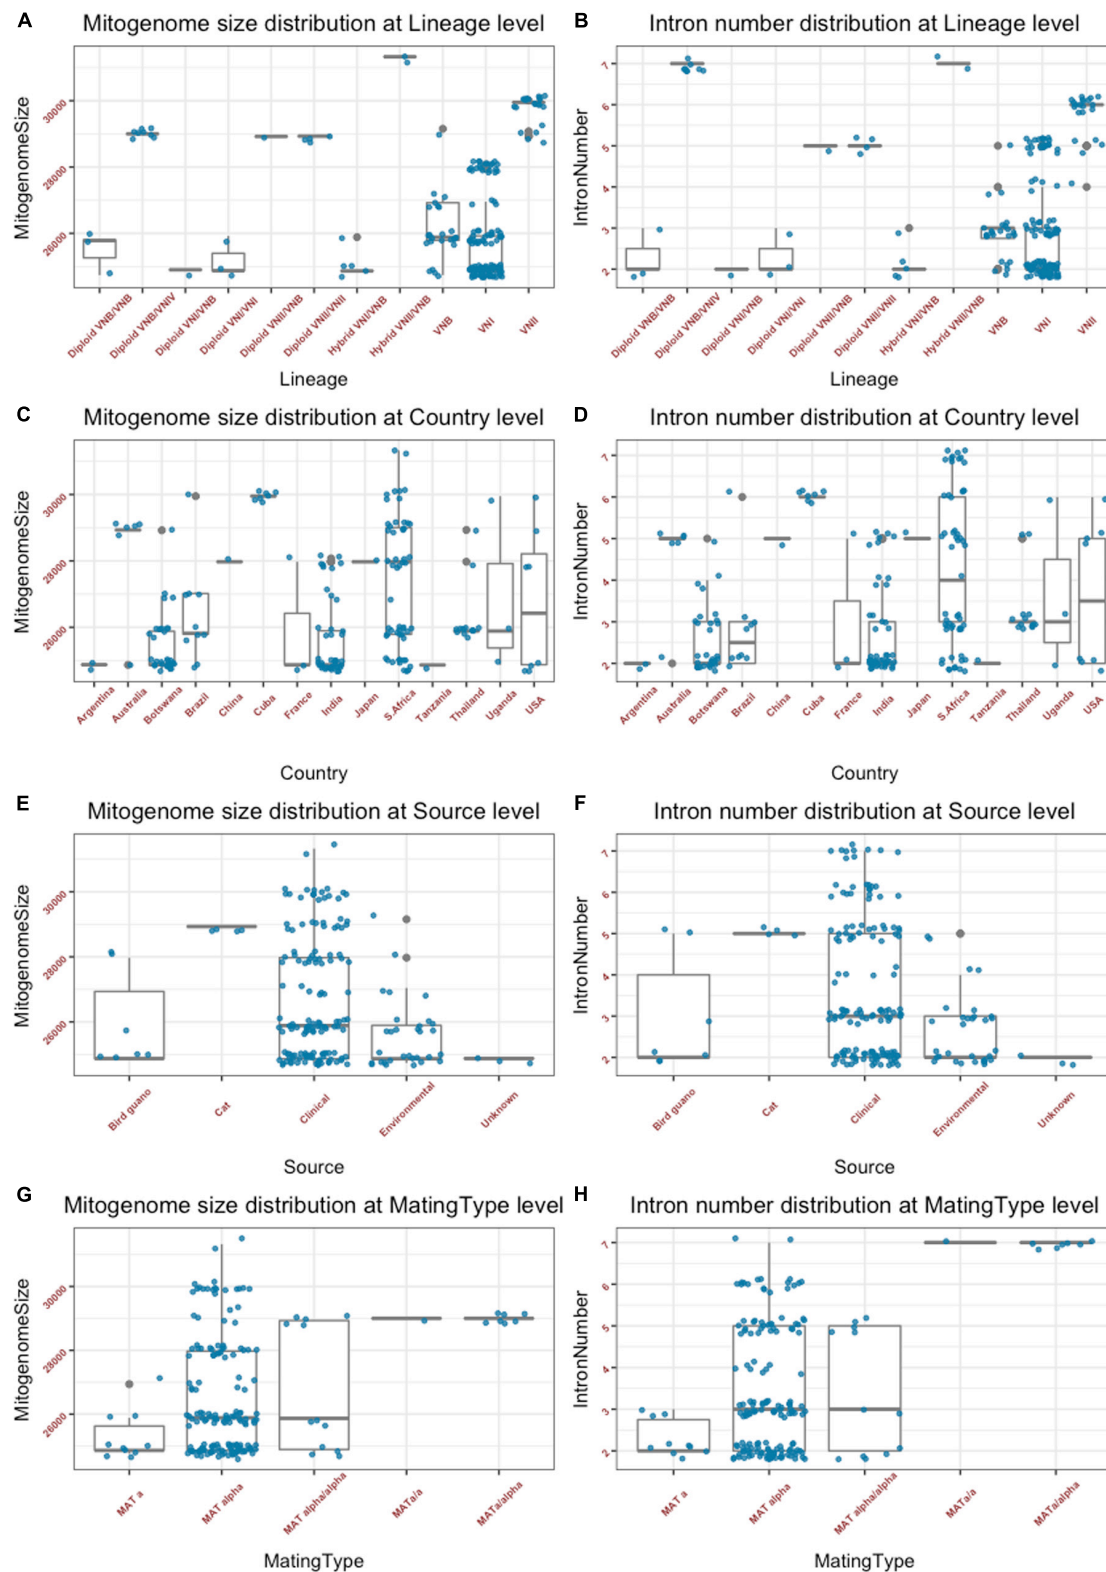 A Mitogenome size distribution at Lineage level
MitogenomeSize
30000
28000
26000
Diploid VNB/VNB
Diploid VNB/VNIV
Diploid VNI/VNB
Diploid VNI/VNI
Diploid VNII/VNB
Diploid VNII/VNII
Hybrid VNI/VNB
Hybrid VNII/VNB
VNB
VNI
VNII
Lineage
B Intron number distribution at Lineage level
IntronNumber
7
6
5
4
3
2
Diploid VNB/VNB
Diploid VNB/VNIV
Diploid VNI/VNB
Diploid VNI/VNI
Diploid VNII/VNB
Diploid VNII/VNII
Hybrid VNI/VNB
Hybrid VNII/VNB
VNB
VNI
VNII
Lineage
C Mitogenome size distribution at Country level
MitogenomeSize
30000
28000
26000
Argentina
Australia
Botswana
Brazil
China
Cuba
France
India
Japan
S.Africa
Tanzania
Thailand
Uganda
USA
Country
D Intron number distribution at Country level
IntronNumber
7
6
5
4
3
2
Argentina
Australia
Botswana
Brazil
China
Cuba
France
India
Japan
S.Africa
Tanzania
Thailand
Uganda
USA
Country
E Mitogenome size distribution at Source level
MitogenomeSize
30000
28000
26000
Bird guano
Cat
Clinical
Environmental
Unknown
Source
F Intron number distribution at Source level
IntronNumber
7
6
5
4
3
2
Bird guano
Cat
Clinical
Environmental
Unknown
Source
G Mitogenome size distribution at MatingType level
MitogenomeSize
30000
28000
26000
MAT a
MAT alpha
MAT alpha/alpha
MATa/a
MATa/alpha
MatingType
H Intron number distribution at MatingType level
IntronNumber
7
6
5
4
3
2
MAT a
MAT alpha
MAT alpha/alpha
MATa/a
MATa/alpha
MatingType